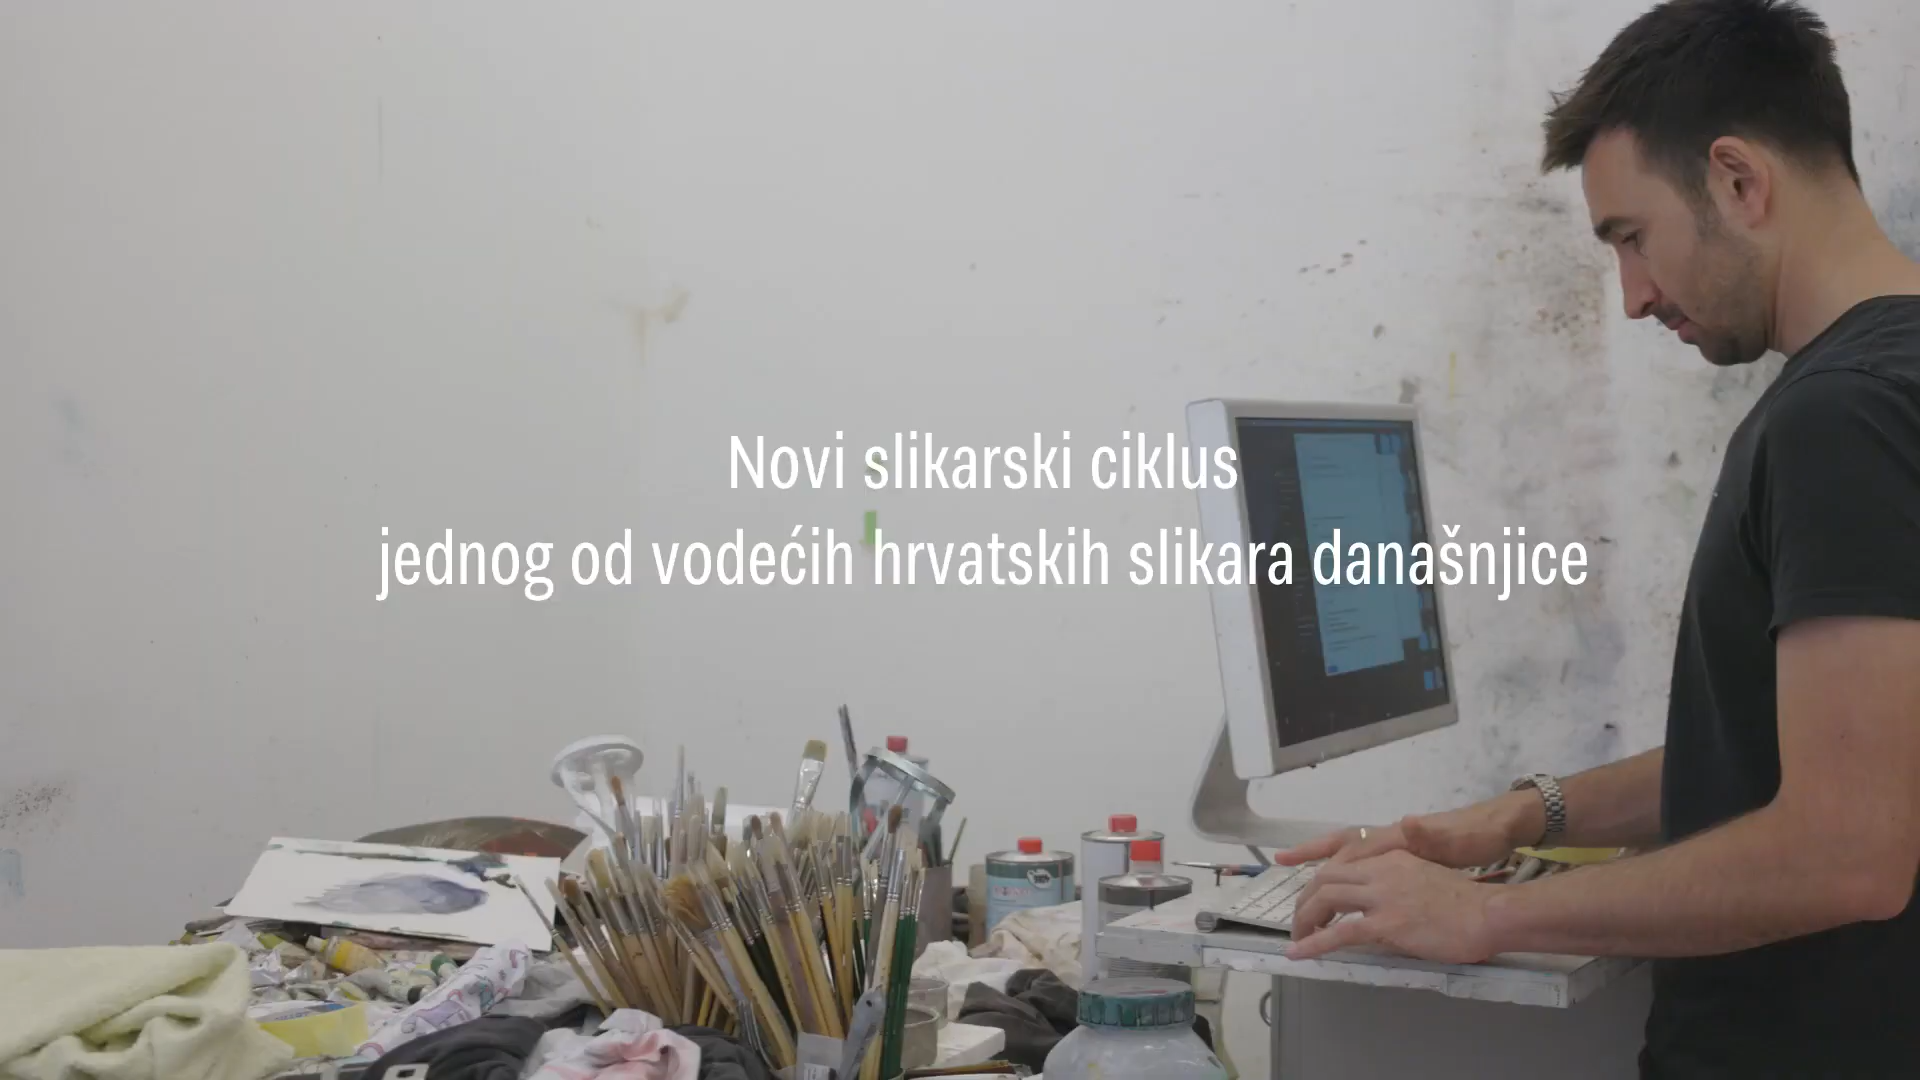 Novi slikarski ciklus
jednog od vodećih hrvatskih slikara današnjice